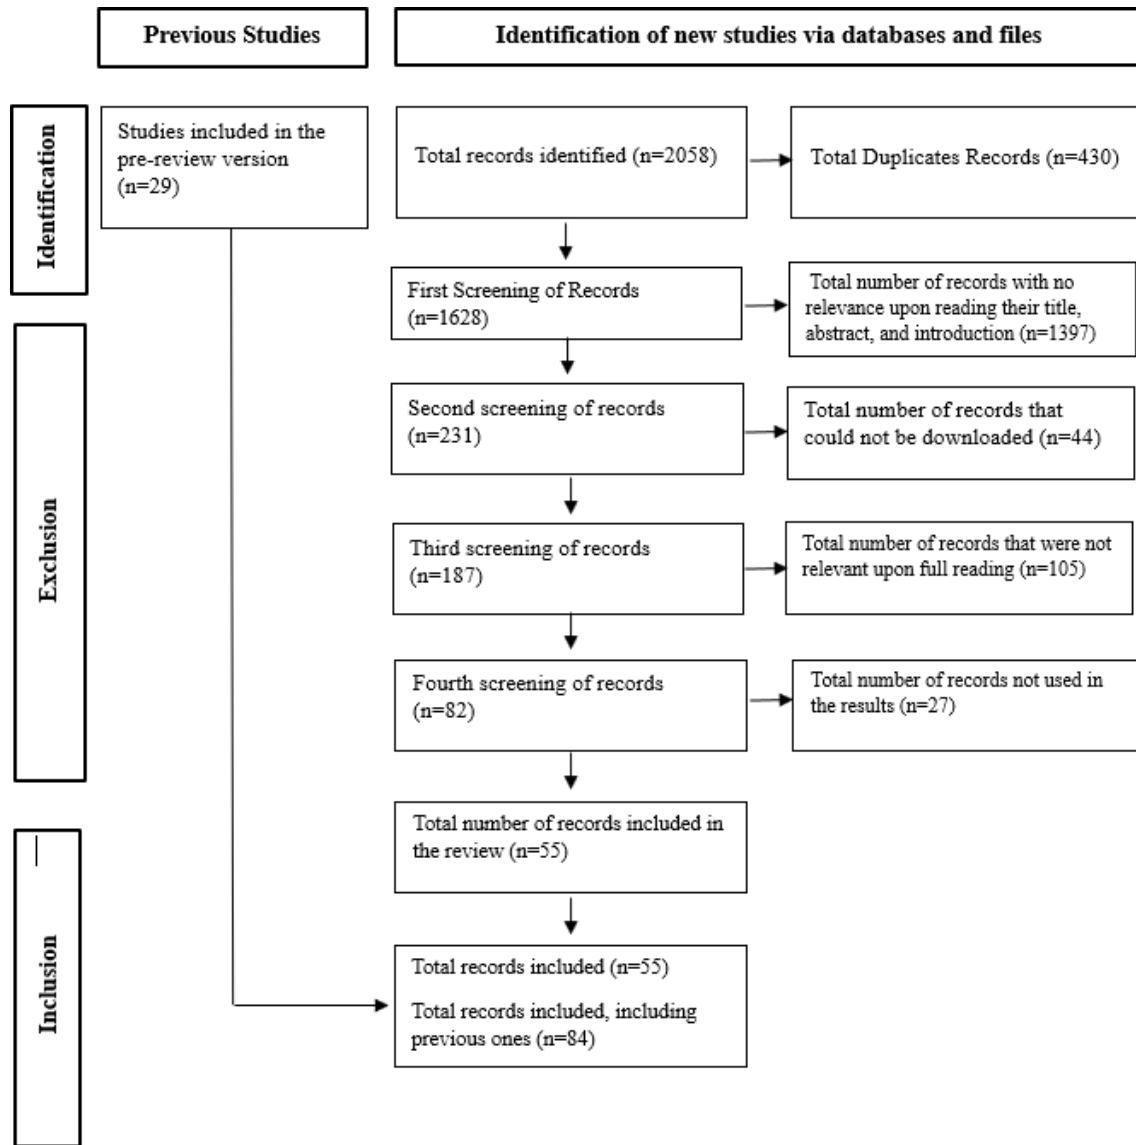 Previous Studies
Identification of new studies via databases and files
Identification
Studies included in the
pre-review version
(n=29)
Total records identified (n=2058)
Total Duplicates Records (n=430)
First Screening of Records
(n=1628)
Total number of records with no
relevance upon reading their title,
abstract, and introduction (n=1397)
Exclusion
Second screening of records
(n=231)
Total number of records that
could not be downloaded (n=44)
Third screening of records
(n=187)
Total number of records that were not
relevant upon full reading (n=105)
Fourth screening of records
(n=82)
Total number of records not used in
the results (n=27)
Inclusion
Total number of records included in
the review (n=55)
Total records included (n=55)
Total records included, including
previous ones (n=84)